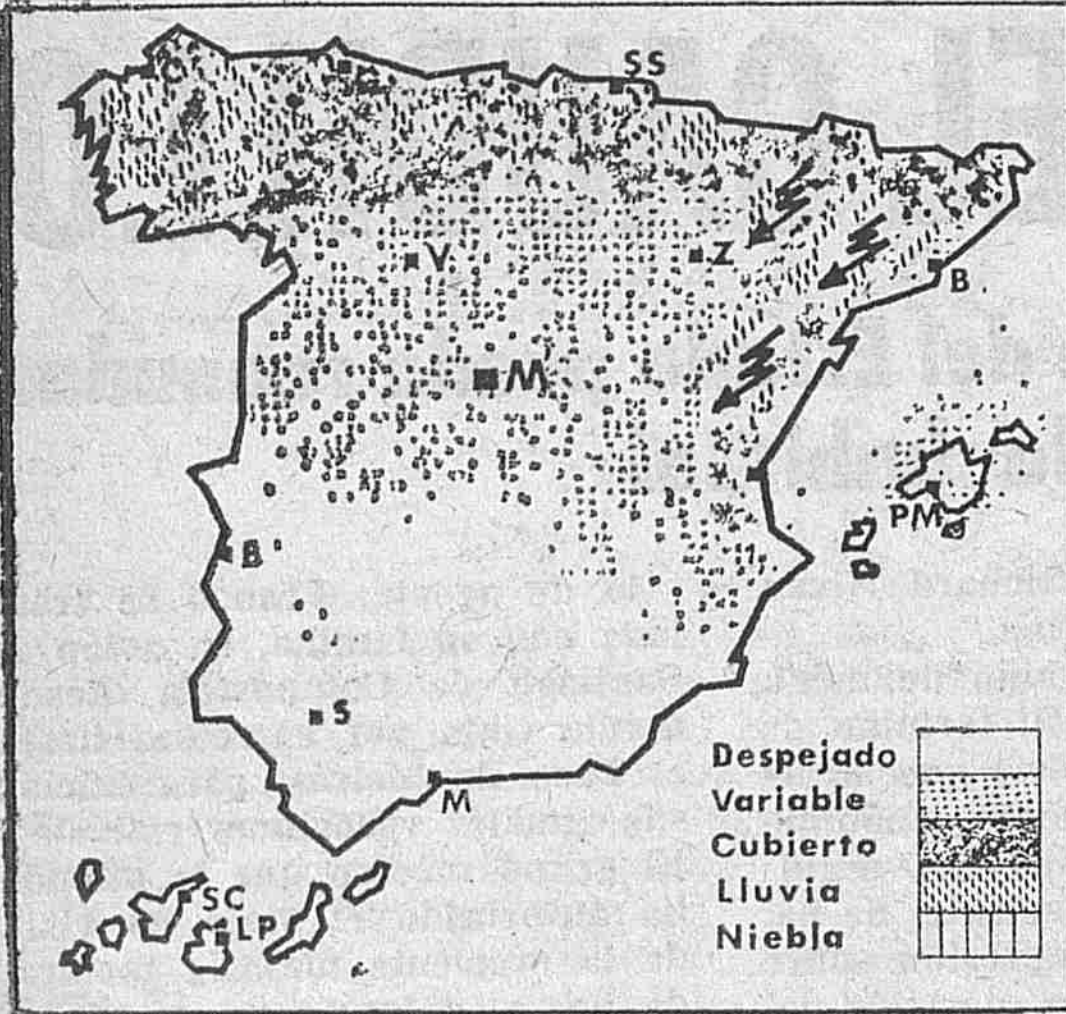 C
G
SS
V
Z
B
M
PM
B
S
M
SC
LP
Despejado
Variable
Cubierto
Lluvia
Niebla